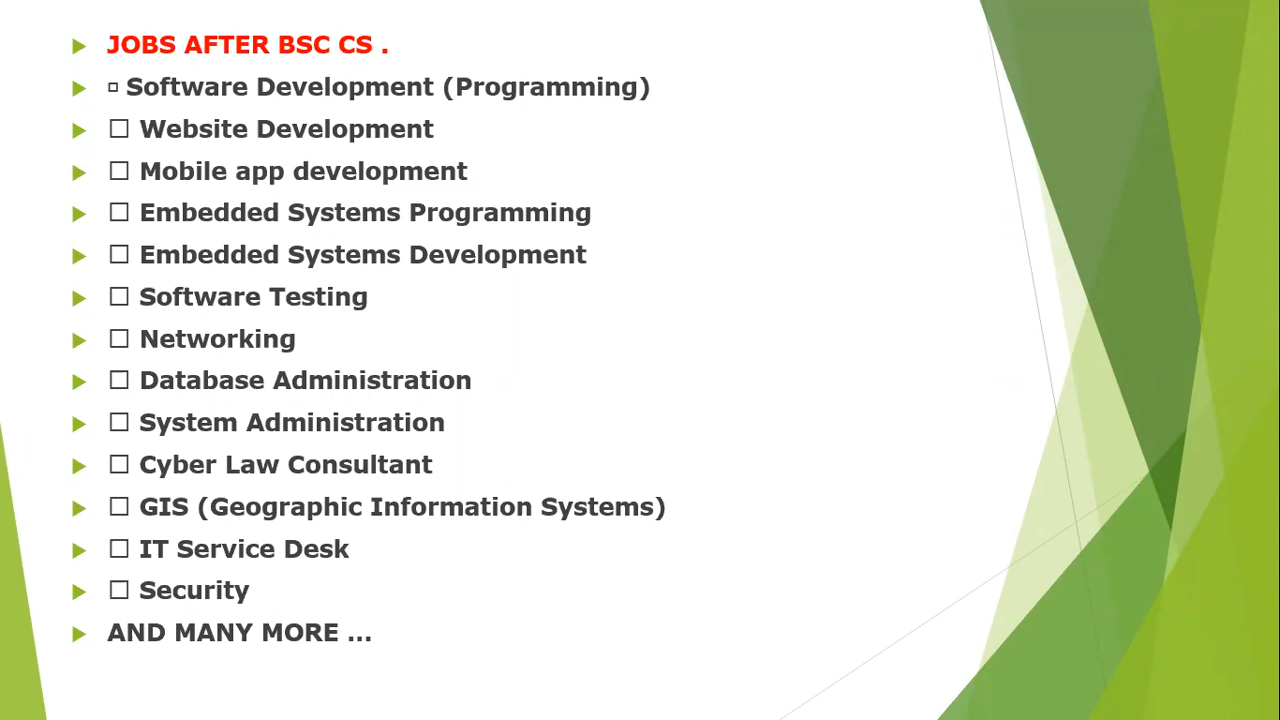 JOBS AFTER BSC CS .
▫ Software Development (Programming)
☐ Website Development
☐ Mobile app development
☐ Embedded Systems Programming
☐ Embedded Systems Development
☐ Software Testing
☐ Networking
☐ Database Administration
☐ System Administration
☐ Cyber Law Consultant
☐ GIS (Geographic Information Systems)
☐ IT Service Desk
☐ Security
AND MANY MORE ...